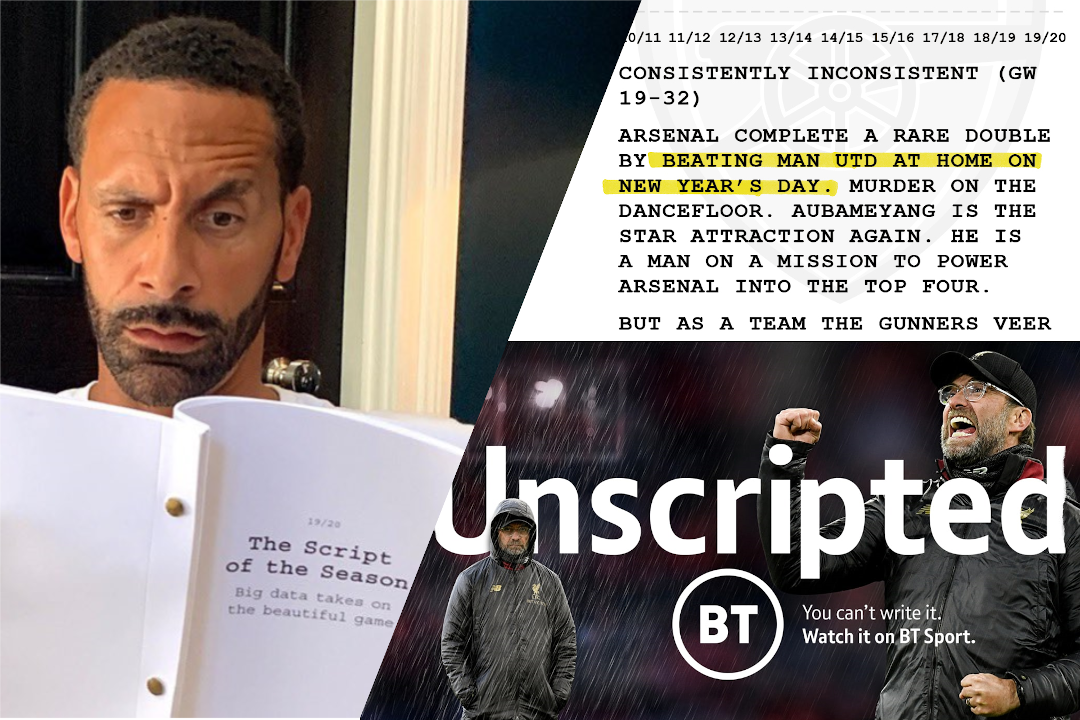 19/20
The Script
of the Season
Big data takes on
the beautiful game
0/11 11/12 12/13 13/14 14/15 15/16 17/18 18/19 19/20
CONSISTENTLY INCONSISTENT (GW
19-32)
ARSENAL COMPLETE A RARE DOUBLE
BY BEATING MAN UTD AT HOME ON
NEW YEAR'S DAY. MURDER ON THE
DANCEFLOOR. AUBAMEYANG IS THE
STAR ATTRACTION AGAIN. HE IS
A MAN ON A MISSION TO POWER
ARSENAL INTO THE TOP FOUR.
BUT AS A TEAM THE GUNNERS VEER
Unscripted
BT
You can't write it.
Watch it on BT Sport.